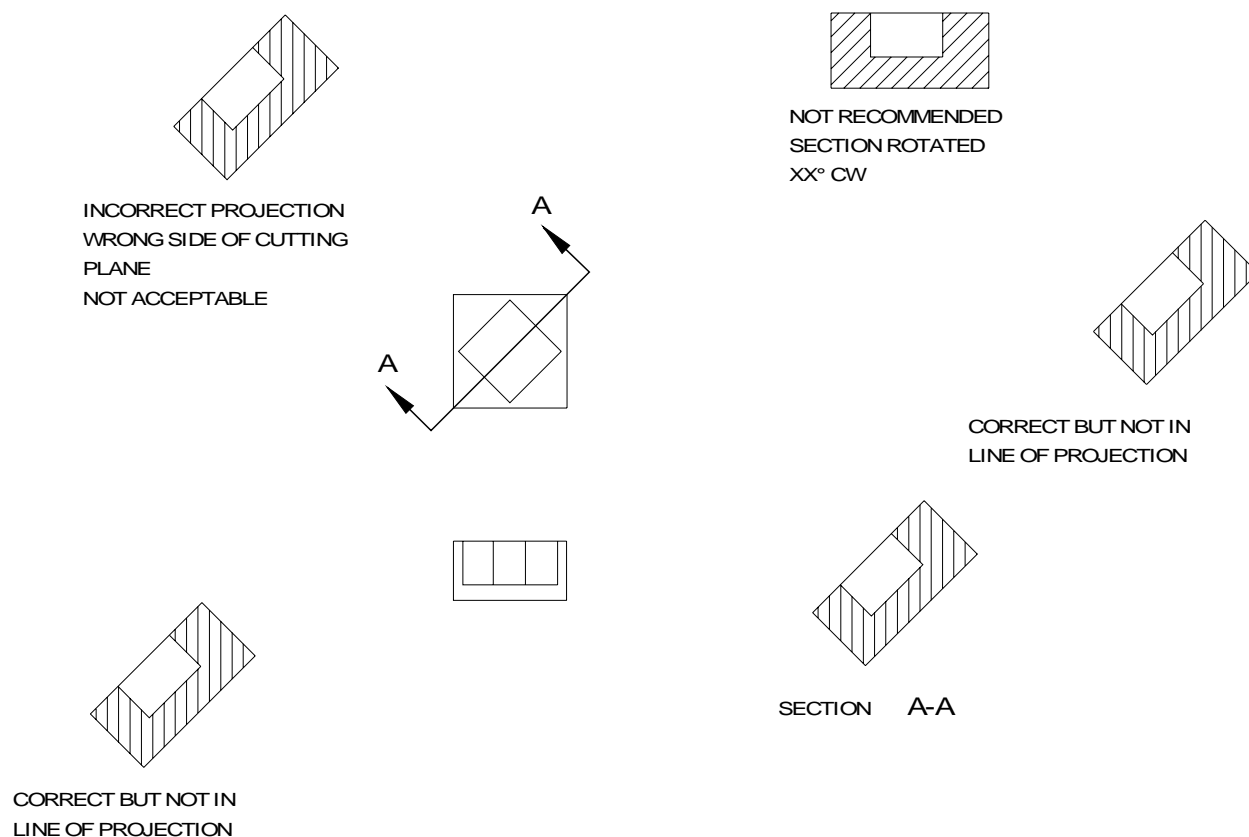 NOT RECOMMENDED
SECTION ROTATED
XX° CW
INCORRECT PROJECTION
WRONG SIDE OF CUTTING
PLANE
NOT ACCEPTABLE
A
A
CORRECT BUT NOT IN
LINE OF PROJECTION
SECTION A-A
CORRECT BUT NOT IN
LINE OF PROJECTION